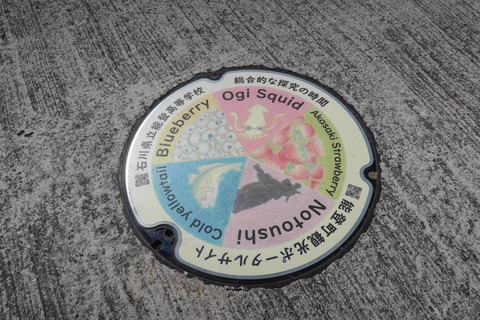 総合的な探究の時間
石川県立能登高等学校
能登町観光ポータルサイト
Ogi Squid
Akasaki Strawberry
Notoushi
Cold yellowtail
Blueberry